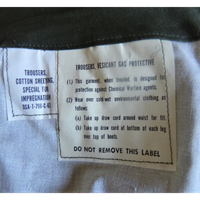 TROUSERS,
COTTON SHEETING,
SPECIAL FOR
IMPREGNATION
TROUSERS, VESICANT GAS PROTECTIVE
(1) This garment, when treated is designed for
protection against Chemical Warfare agents.
(2) Wear over cold-wet environmental clothing as
follows:
(a) Take up draw cord around waist for fit.
(b) Take up draw cord at bottom of each leg
over top of boots.
DO NOT REMOVE THIS LABEL